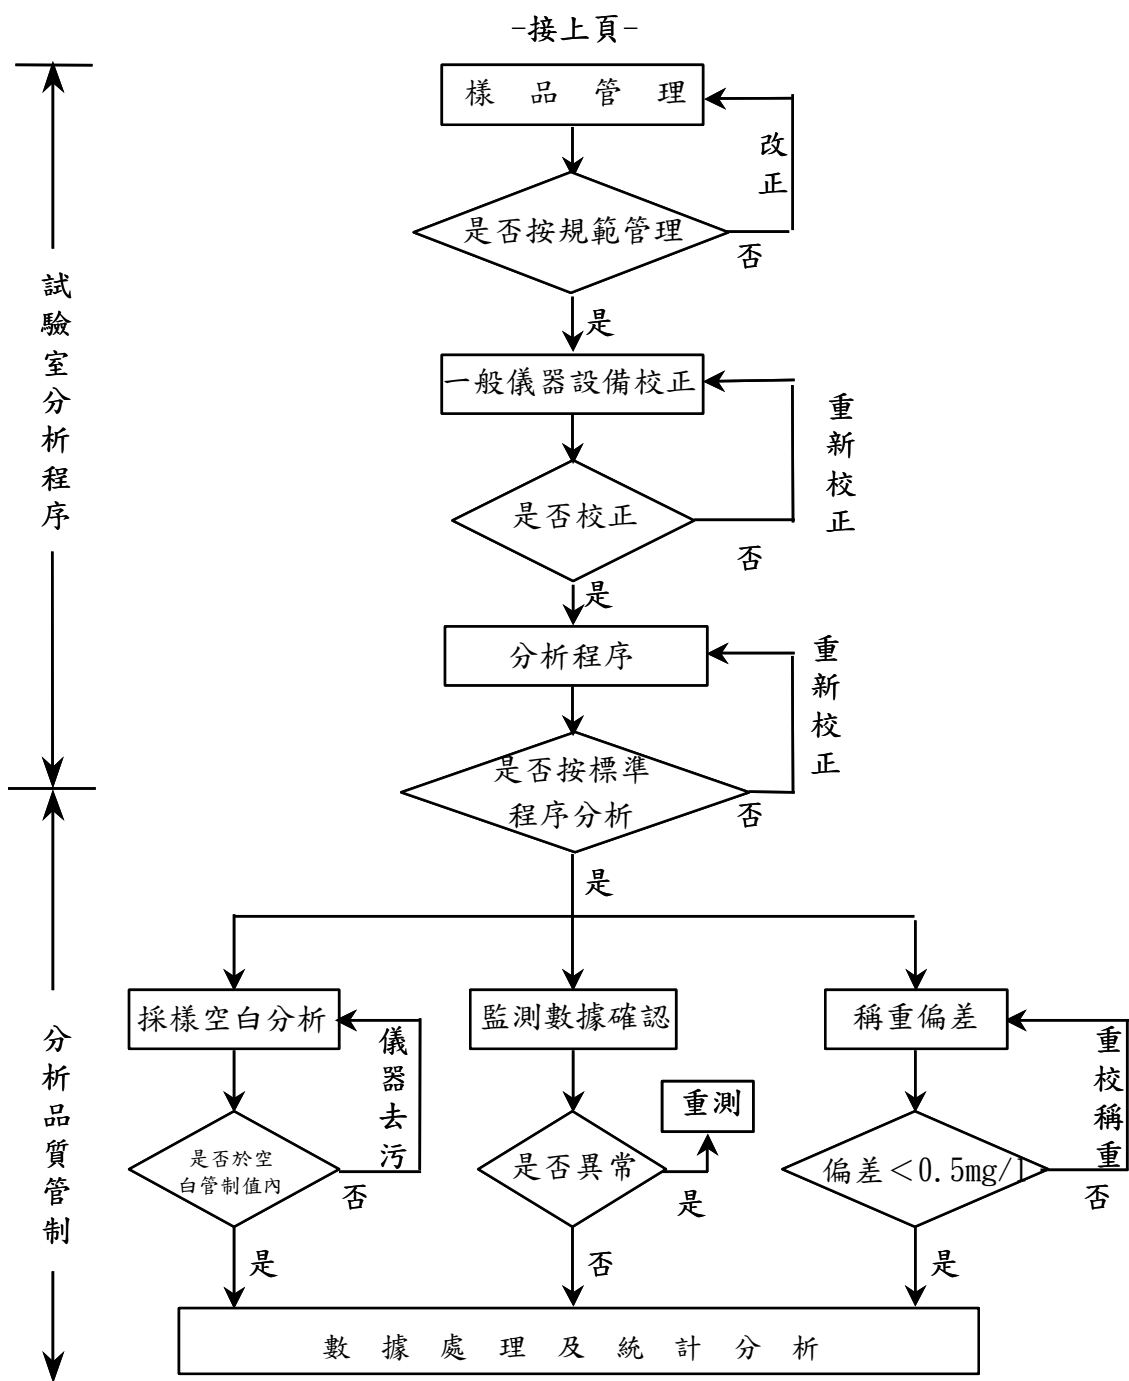 -接上頁-
樣品管理
改正
是否按規範管理
否
是
試驗室分析程序
一般儀器設備校正
重新校正
是否校正
否
是
分析程序
重新校正
是否按標準
程序分析
否
是
分析品質管制
採樣空白分析
儀器去污
是否於空
白管制值內
否
是
監測數據確認
重測
是否異常
是
否
稱重偏差
重校稱重
偏差＜0.5mg/l
否
是
數據處理及統計分析